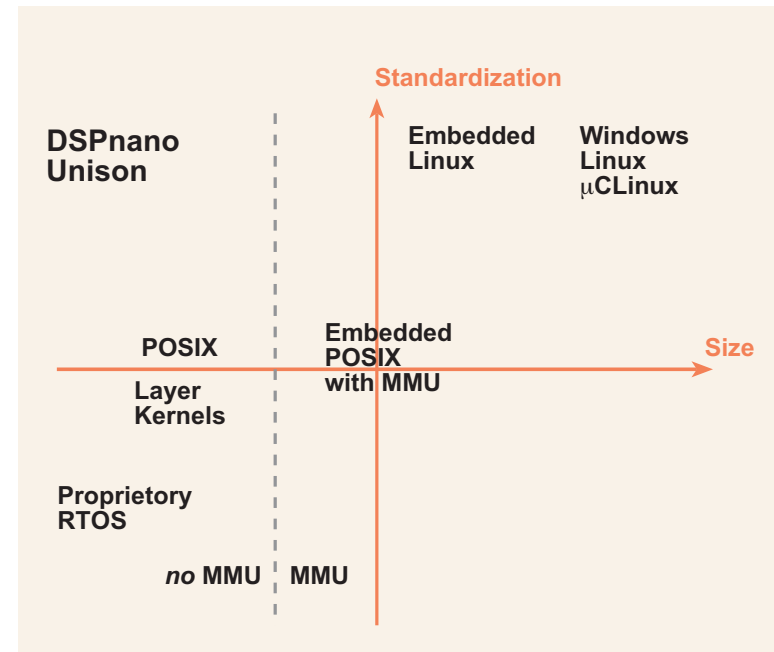 Standardization
DSPnano
Unison
Embedded
Linux
Windows
Linux
μCLinux
POSIX
Layer
Kernels
Embedded
POSIX
with MMU
Size
Proprietory
RTOS
no MMU
MMU